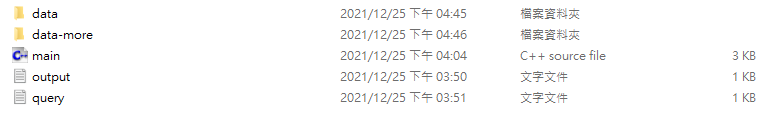 data 2021/12/25 下午 04:45 檔案資料夾
data-more 2021/12/25 下午 04:46 檔案資料夾
main 2021/12/25 下午 04:04 C++ source file 3 KB
output 2021/12/25 下午 03:50 文字文件 1 KB
query 2021/12/25 下午 03:51 文字文件 1 KB